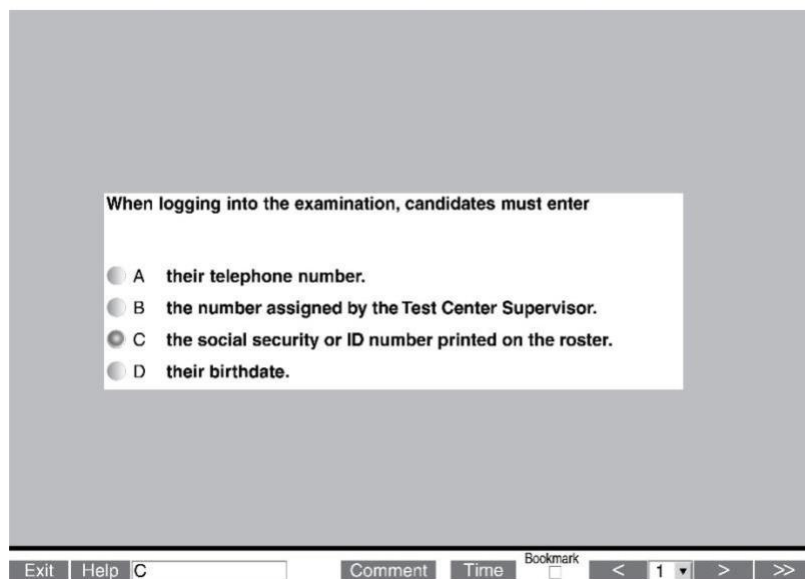 When logging into the examination, candidates must enter
A their telephone number.
B the number assigned by the Test Center Supervisor.
C the social security or ID number printed on the roster.
D their birthdate.
Bookmark
Exit Help C Comment Time < 1 > >>